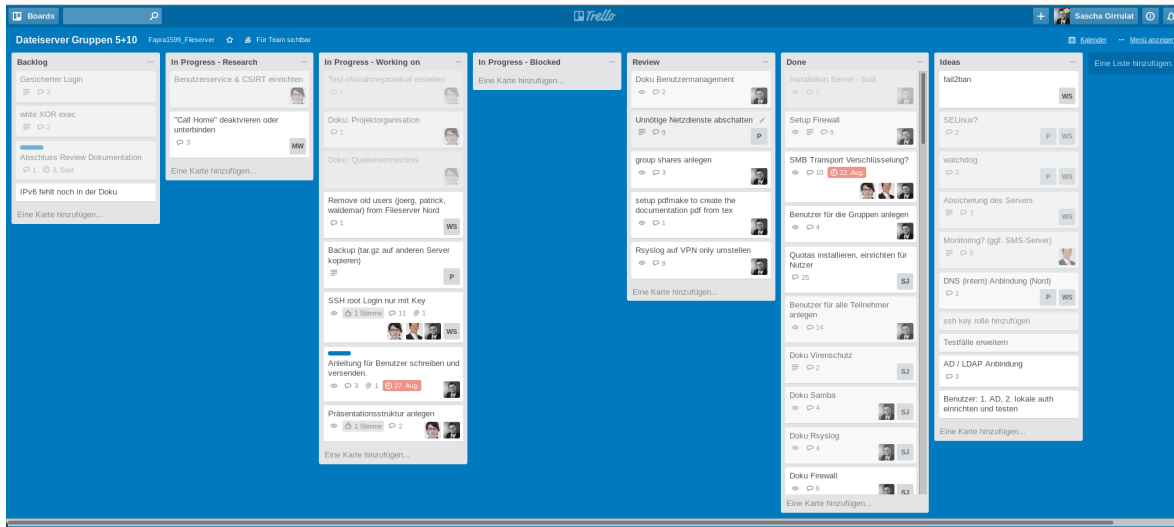 Boards
Trello
Sascha Girrulat
Dateiserver Gruppen 5+10
Fapra1599_Fileserver
Für Team sichtbar
Kalender
Menü anzeigen
Backlog
Gesicherter Login
3
write XOR exec
2
Abschluss Review Dokumentation
1 3. Sept.
IPv6 fehlt noch in der Doku
Eine Karte hinzufügen...
In Progress - Research
Benutzerservice & CSIRT einrichten
"Call Home" deaktvieren oder
unterbinden
3
MW
Eine Karte hinzufügen...
In Progress - Working on
Test-/Abnahmeprotokoll erstellen
1
Doku: Projektorganisation
1
Doku: Quellenverzeichnis
Remove old users (joerg, patrick,
waldemar) from Fileserver Nord
1
WS
Backup (tar.gz auf anderen Server
kopieren)
P
SSH root Login nur mit Key
1 Stimme 11 1
WS
Anleitung für Benutzer schreiben und
versenden.
3 1 27. Aug.
Präsentationsstruktur anlegen
1 Stimme 2
Eine Karte hinzufügen...
In Progress - Blocked
Eine Karte hinzufügen...
Review
Doku Benutzermanagement
2
Unnötige Netzdienste abschalten
9
P
group shares anlegen
3
setup pdfmake to create the
documentation pdf from tex
1
Rsyslog auf VPN only umstellen
8
Eine Karte hinzufügen...
Done
Installation Server - Süd
1
Setup Firewall
9
SMB Transport Verschlüsselung?
10 22. Aug.
Benutzer für die Gruppen anlegen
4
Quotas installieren, einrichten für
Nutzer
25
SJ
Benutzer für alle Teilnehmer
anlegen
14
Doku Virenschutz
2
SJ
Doku Samba
4
SJ
Doku Rsyslog
4
SJ
Doku Firewall
6
SJ
Eine Karte hinzufügen...
Ideas
fail2ban
WS
SELinux?
2
P WS
watchdog
3
P WS
Absicherung des Servers
2
WS
Monitoring? (ggf. SMS-Server)
5
DNS (intern) Anbindung (Nord)
1
P WS
ssh key rolle hinzufügen
Testfälle erweitern
AD / LDAP Anbindung
3
Benutzer: 1. AD, 2. lokale auth
einrichten und testen
Eine Karte hinzufügen...
Eine Liste hinzufügen...